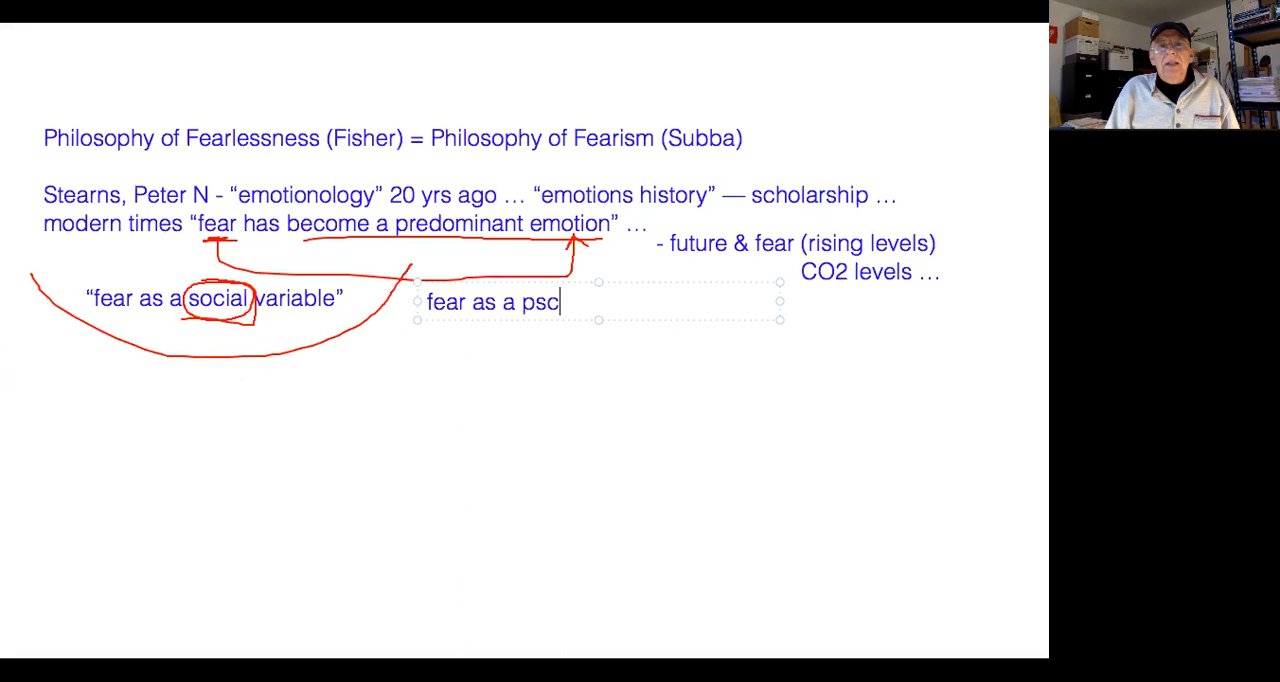 Philosophy of Fearlessness (Fisher) = Philosophy of Fearism (Subba)
Stearns, Peter N - “emotionology” 20 yrs ago … “emotions history” — scholarship …
modern times “fear has become a predominant emotion” …
- future & fear (rising levels)
CO2 levels …
“fear as a social variable”
fear as a psc